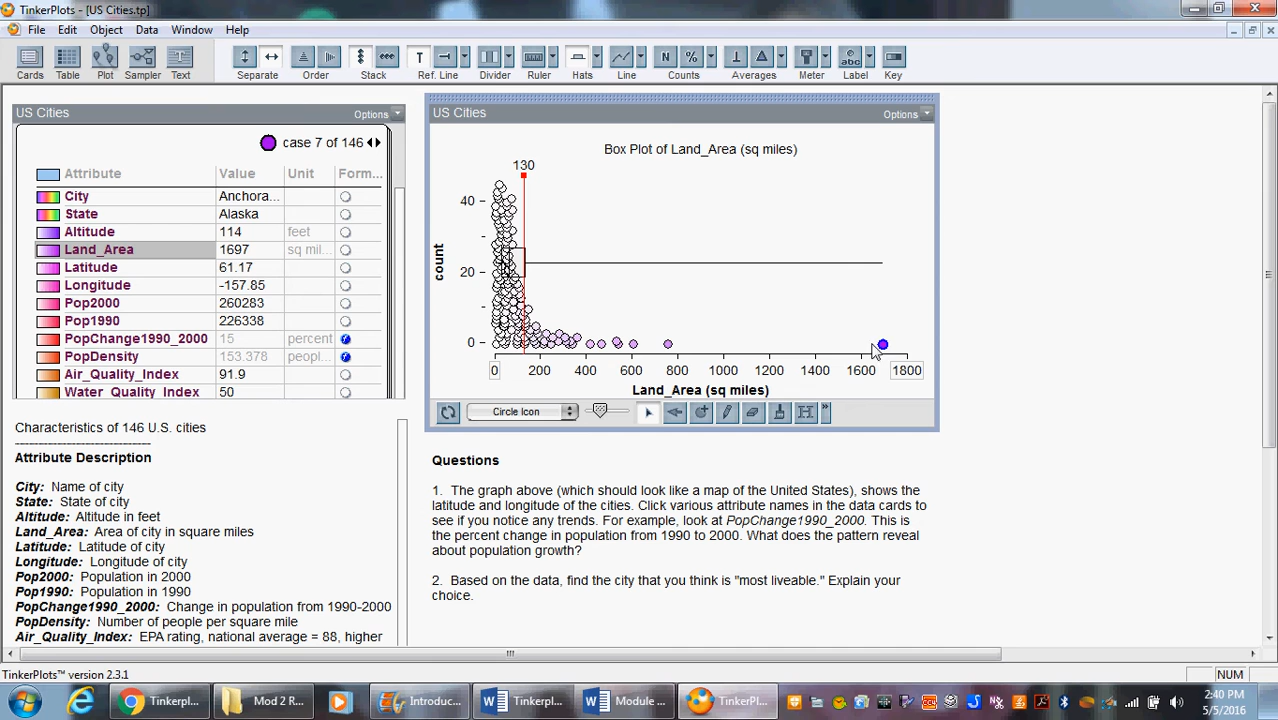 TinkerPlots - [US Cities.tp]
File Edit Object Data Window Help
Cards Table Plot Sampler Text Separate Order Stack Ref. Line Divider Ruler Hats Line Counts Averages Meter Label Key
US Cities Options
case 7 of 146
Attribute Value Unit Form...
City Anchora...
State Alaska
Altitude 114 feet
Land_Area 1697 sq mil...
Latitude 61.17
Longitude -157.85
Pop2000 260283
Pop1990 226338
PopChange1990_2000 15 percent
PopDensity 153.378 peopl...
Air_Quality_Index 91.9
Water_Quality_Index 50
Characteristics of 146 U.S. cities
--------------------------------
Attribute Description
City: Name of city
State: State of city
Altitude: Altitude in feet
Land_Area: Area of city in square miles
Latitude: Latitude of city
Longitude: Longitude of city
Pop2000: Population in 2000
Pop1990: Population in 1990
PopChange1990_2000: Change in population from 1990-2000
PopDensity: Number of people per square mile
Air_Quality_Index: EPA rating, national average = 88, higher
US Cities Options
Box Plot of Land_Area (sq miles)
130
40
20
0
count
0 200 400 600 800 1000 1200 1400 1600 1800
Land_Area (sq miles)
Circle Icon
Questions
1. The graph above (which should look like a map of the United States), shows the
latitude and longitude of the cities. Click various attribute names in the data cards to
see if you notice any trends. For example, look at PopChange1990_2000. This is
the percent change in population from 1990 to 2000. What does the pattern reveal
about population growth?
2. Based on the data, find the city that you think is "most liveable." Explain your
choice.
TinkerPlots™ version 2.3.1
NUM
Tinkerpl... Mod 2 R... Introduc... Tinkerpl... Module ... TinkerPl...
2:40 PM
5/5/2016